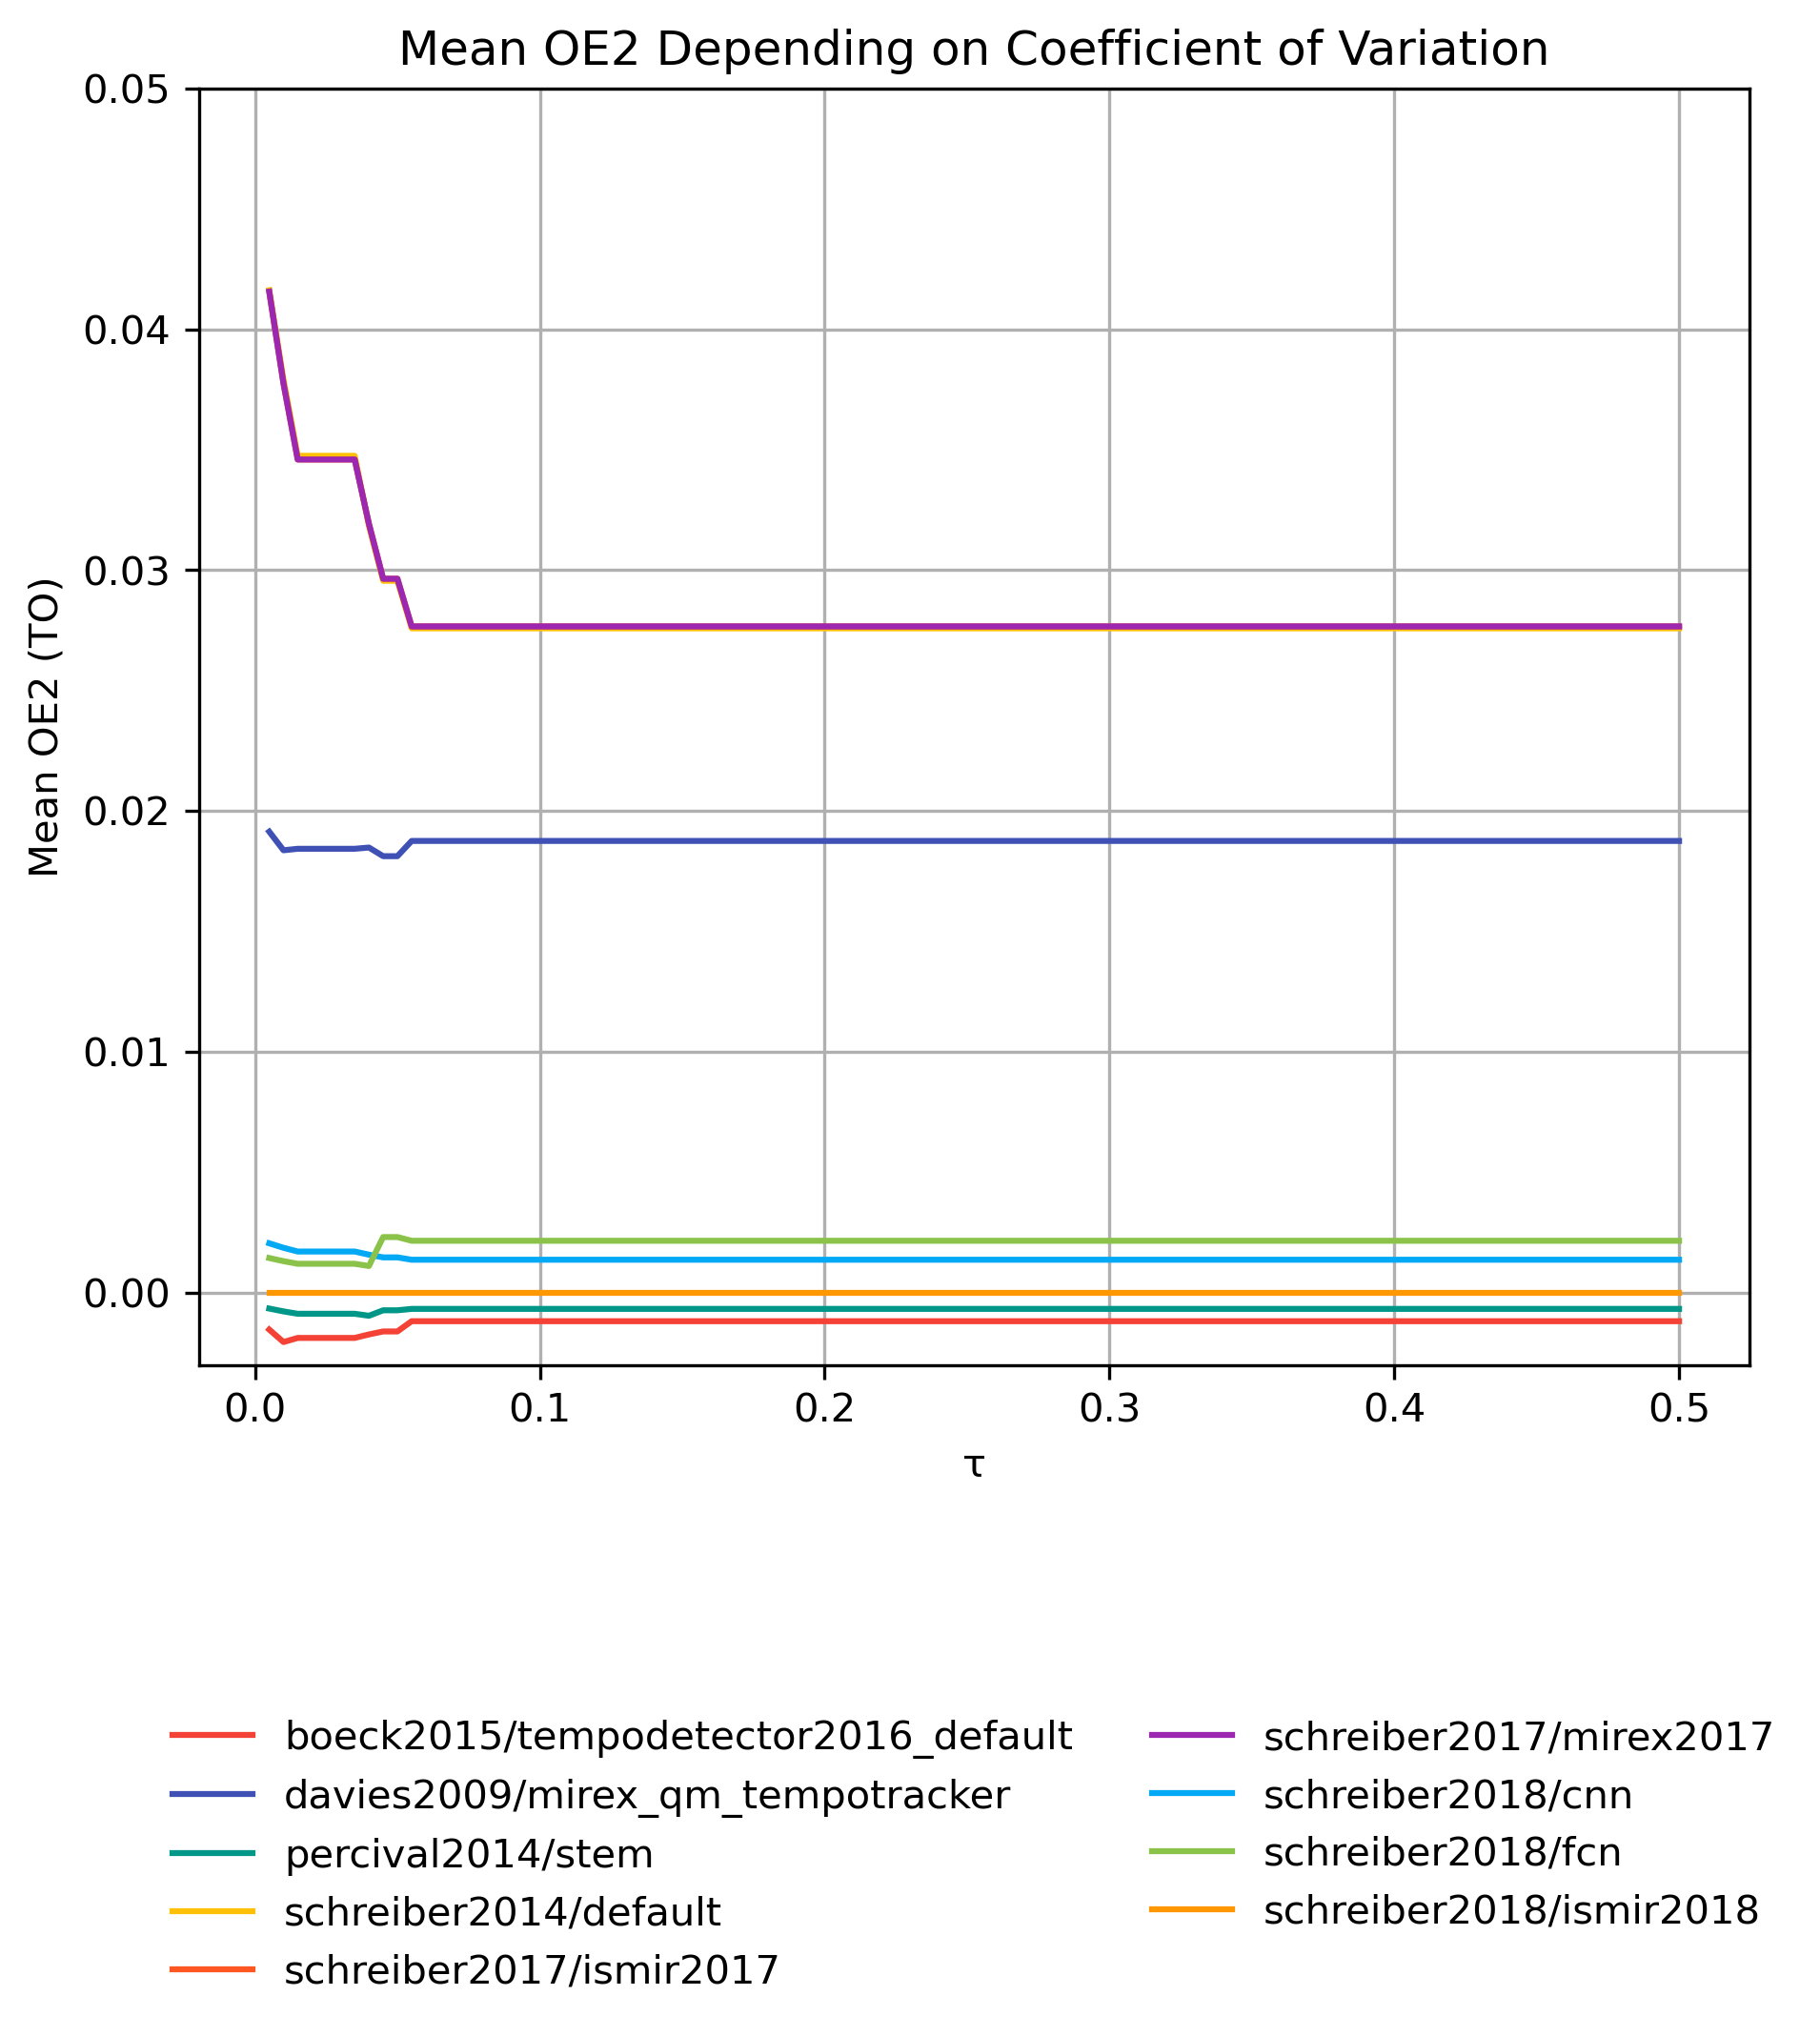 Mean OE2 Depending on Coefficient of Variation
0.05
0.04
0.03
0.02
0.01
0.00
Mean OE2 (TO)
0.0 0.1 0.2 0.3 0.4 0.5
τ
boeck2015/tempodetector2016_default
davies2009/mirex_qm_tempotracker
percival2014/stem
schreiber2014/default
schreiber2017/ismir2017
schreiber2017/mirex2017
schreiber2018/cnn
schreiber2018/fcn
schreiber2018/ismir2018